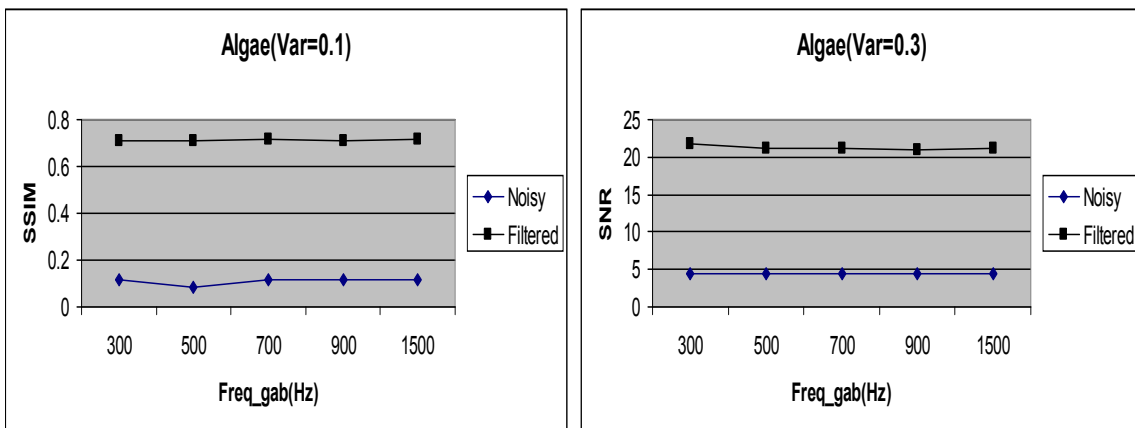 Algae(Var=0.1)
SSIM
0.8
0.6
0.4
0.2
0
300 500 700 900 1500
Freq_gab(Hz)
Noisy
Filtered
Algae(Var=0.3)
SNR
25
20
15
10
5
0
300 500 700 900 1500
Freq_gab(Hz)
Noisy
Filtered